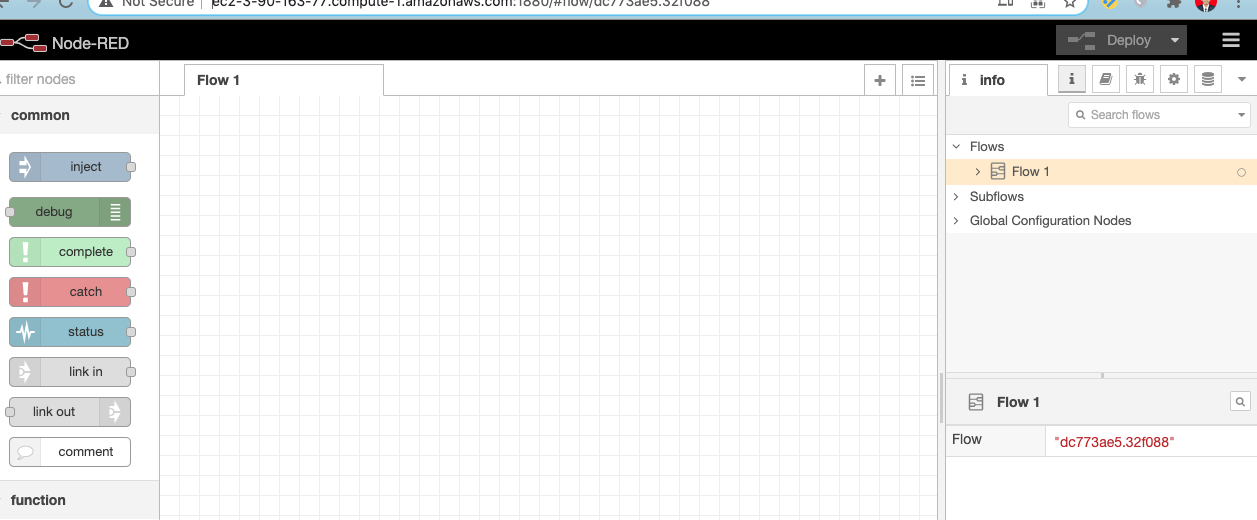 Not Secure | ec2-3-90-163-77.compute-1.amazonaws.com:1880/#flow/dc773ae5.32f088
Node-RED
Deploy
filter nodes
common
inject
debug
complete
catch
status
link in
link out
comment
function
Flow 1
i info
Search flows
Flows
Flow 1
Subflows
Global Configuration Nodes
Flow 1
Flow "dc773ae5.32f088"